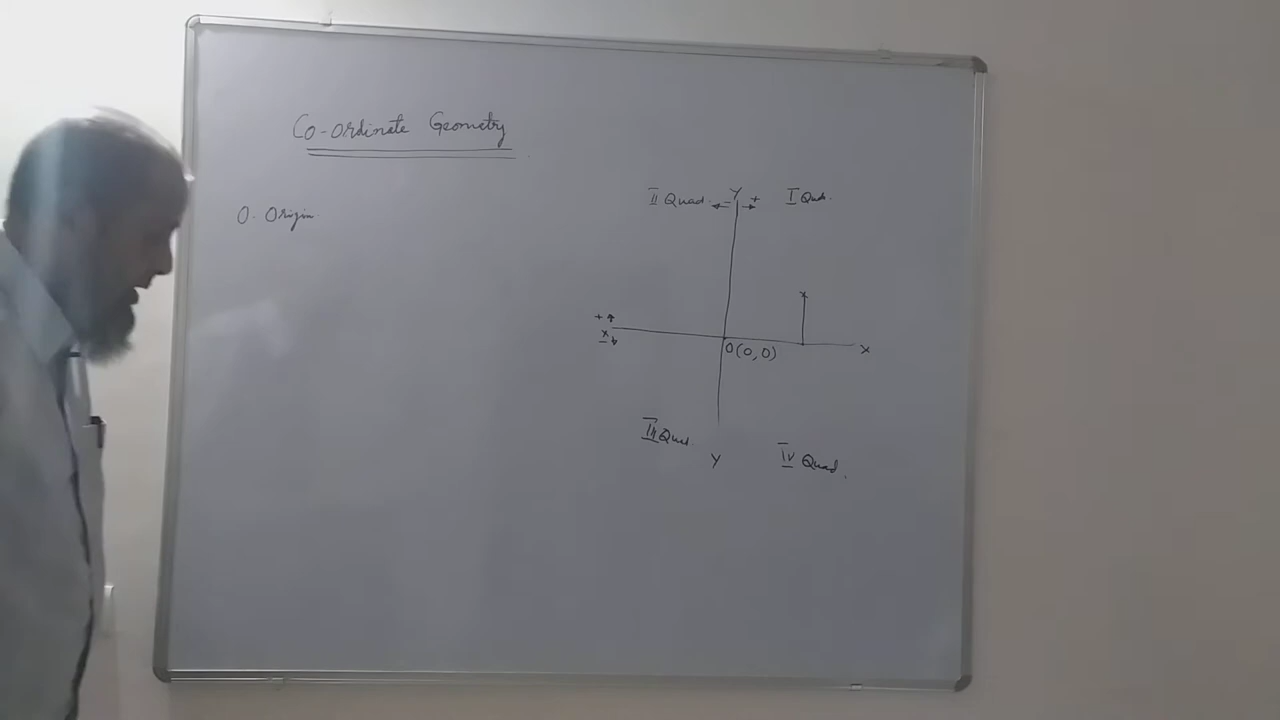 Co-ordinate Geometry
O. Origin
II Quad. - Y + I Quad.
+
x
-
O(0,0)
x
III Quad
IV Quad.
Y